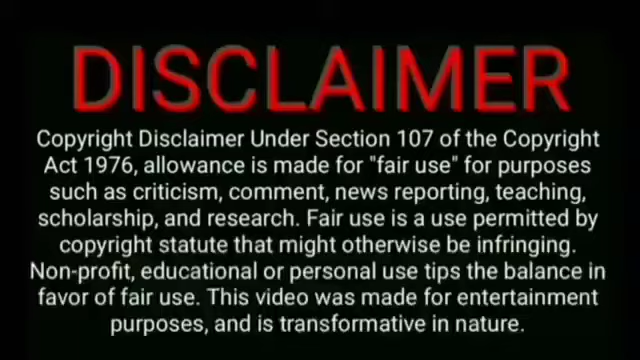 DISCLAIMER
Copyright Disclaimer Under Section 107 of the Copyright
Act 1976, allowance is made for "fair use" for purposes
such as criticism, comment, news reporting, teaching,
scholarship, and research. Fair use is a use permitted by
copyright statute that might otherwise be infringing.
Non-profit, educational or personal use tips the balance in
favor of fair use. This video was made for entertainment
purposes, and is transformative in nature.